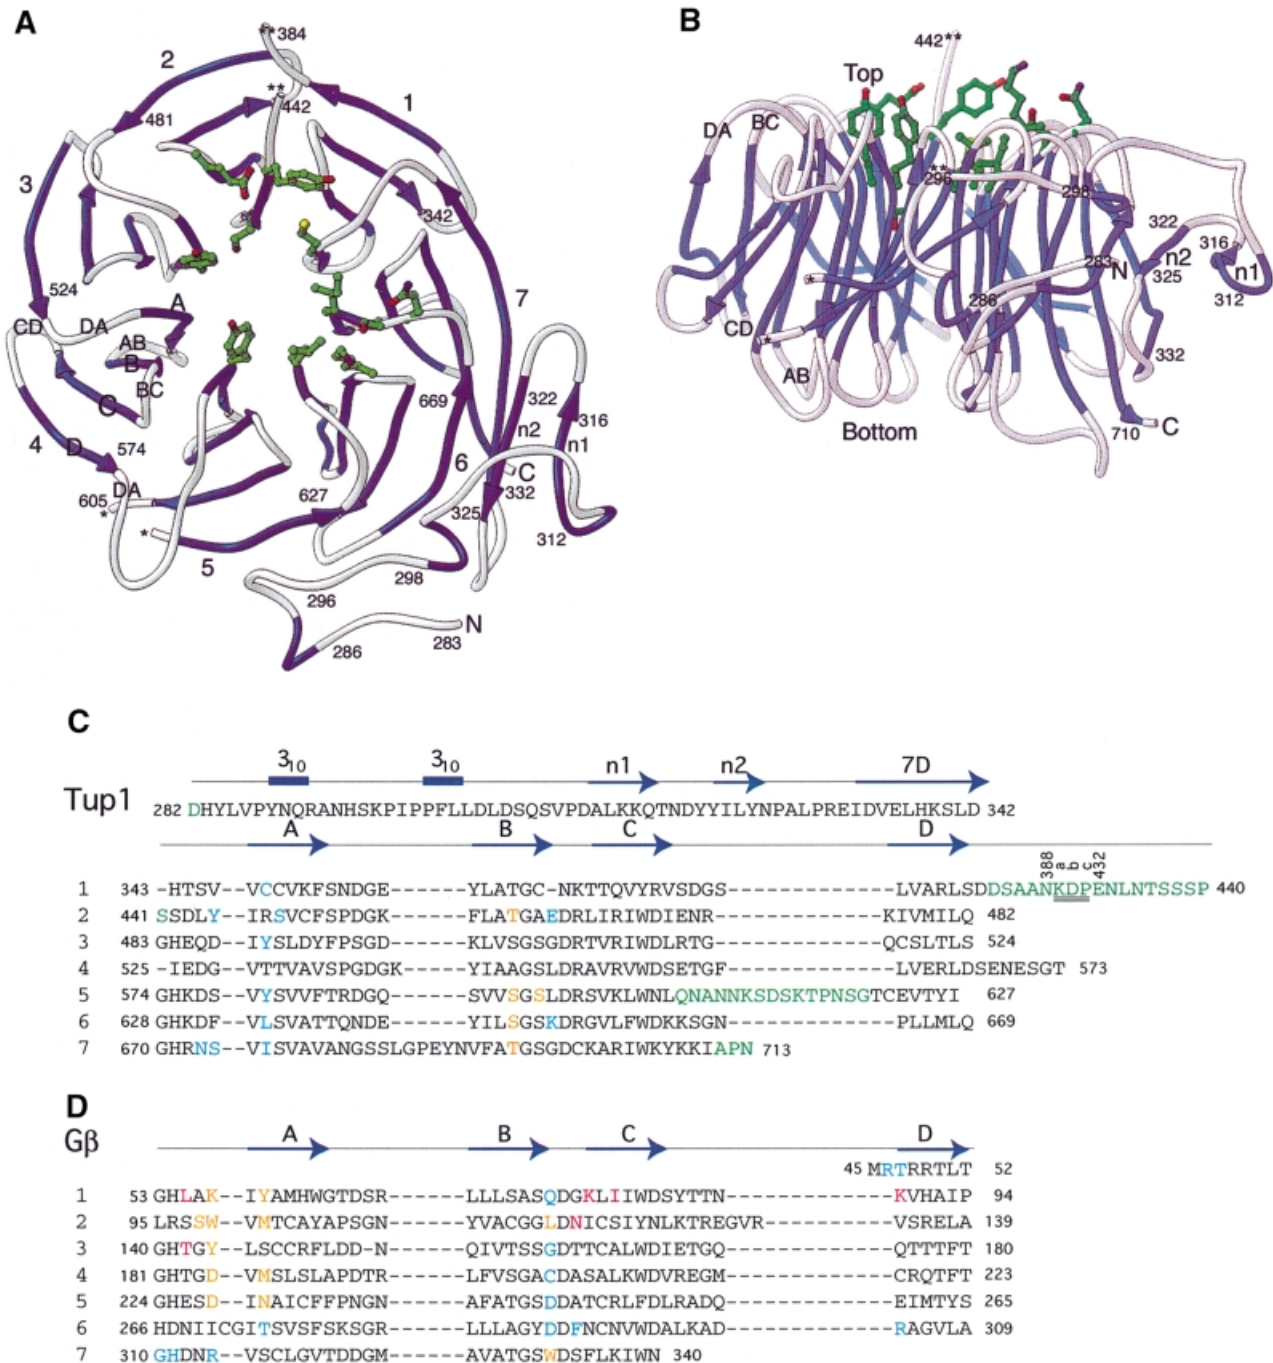 A
384
2
**
442
1
481
3
342
524
7
CD
DA
A
AB
B
BC
C
669
322
316
n2
n1
4
D
574
6
C
605
DA
627
332
*
325
*
312
5
298
296
N
283
286
B
442**
Top
DA
BC
**
296
298
322
316
n2
n1
283
N
325
312
*
286
CD
*
332
AB
710
C
Bottom
C
3₁₀ 3₁₀ n1 n2 7D
Tup1
282 DHYLVPYNQRANHSKPIPPFLLDLDSQSVPDALKKQTNDYYILYNPALPREIDVELHKSLD 342
A B C D
388 a b c 432
1 343 -HTSV--VCCVKFSNDGE------YLATGC-NKTTQVYRVSDGS-------------LVARLSDDSAANKDPENLNTSSSP 440
2 441 SSDLY--IRSVCFSPDGK------FLATGAEDRLIRIWDIENR-------------KIVMILQ 482
3 483 GHEQD--IYSLDYFPSGD------KLVSGSGDRTVRIWDLRTG-------------QCSLTLS 524
4 525 -IEDG--VTTVAVSPGDGK-----YIAAGSLDRAVRVWDSETGF-------------LVERLDSENESGT 573
5 574 GHKDS--VYSVVFTRDGQ------SVVSGSLDRSVKLWNLQNANNKSDSKTPNSGTCEVTYI 627
6 628 GHKDF--VLSVATTQNDE------YILSGSKDRGVLFWDKKSGN-------------PLLMLQ 669
7 670 GHRNS--VISVAVANGSSLGPEYNVFATGSGDCKARIWKYKKIAPN 713
D
Gβ
A B C D
45 MRTRRTLT 52
1 53 GHLAK--IYAMHWGTDSR------LLLSASQDGKLIIWDSYTTN-------------KVHAIP 94
2 95 LRSSW--VMTCAYAPSGN------YVACGGLDNICSIYNLKTREGVR----------VSRELA 139
3 140 GHTGY--LSCCRFLDD-N------QIVTSSGDTTCALWDIETGQ-------------QTTTFT 180
4 181 GHTGD--VMSLSLAPDTR------LFVSGACDASALKWDVREGM-------------CRQTFT 223
5 224 GHESD--INAICFFPNGN------AFATGSDDATCRLFDLRADQ-------------EIMTYS 265
6 266 HDNIICGITSVSFSKSGR------LLLAGYDDFNCNVWDALKAD-------------RAGVLA 309
7 310 GHDNR--VSCLGVTDDGM------AVATGSWDSFLKIWN 340